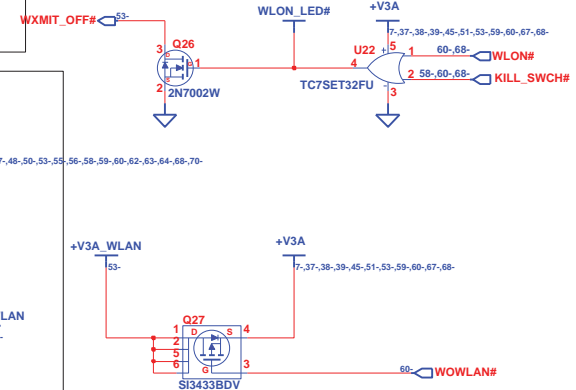 WLON_LED#
+V3A
WXMIT_OFF#
53-
7-,37-,38-,39-,45-,51-,53-,59-,60-,67-,68-
Q26
3
D
G
1
S
2
2N7002W
U22
5
+
4
1
60-,68-
WLON#
2
58-,60-,68-
KILL_SWCH#
TC7SET32FU
-
3
7-,48-,50-,53-,55-,56-,58-,59-,60-,62-,63-,64-,68-,70-
+V3A_WLAN
53-
+V3A
7-,37-,38-,39-,45-,51-,53-,59-,60-,67-,68-
LAN
Q27
1
D
S
4
2
5
6
G
3
60-
WOWLAN#
SI3433BDV